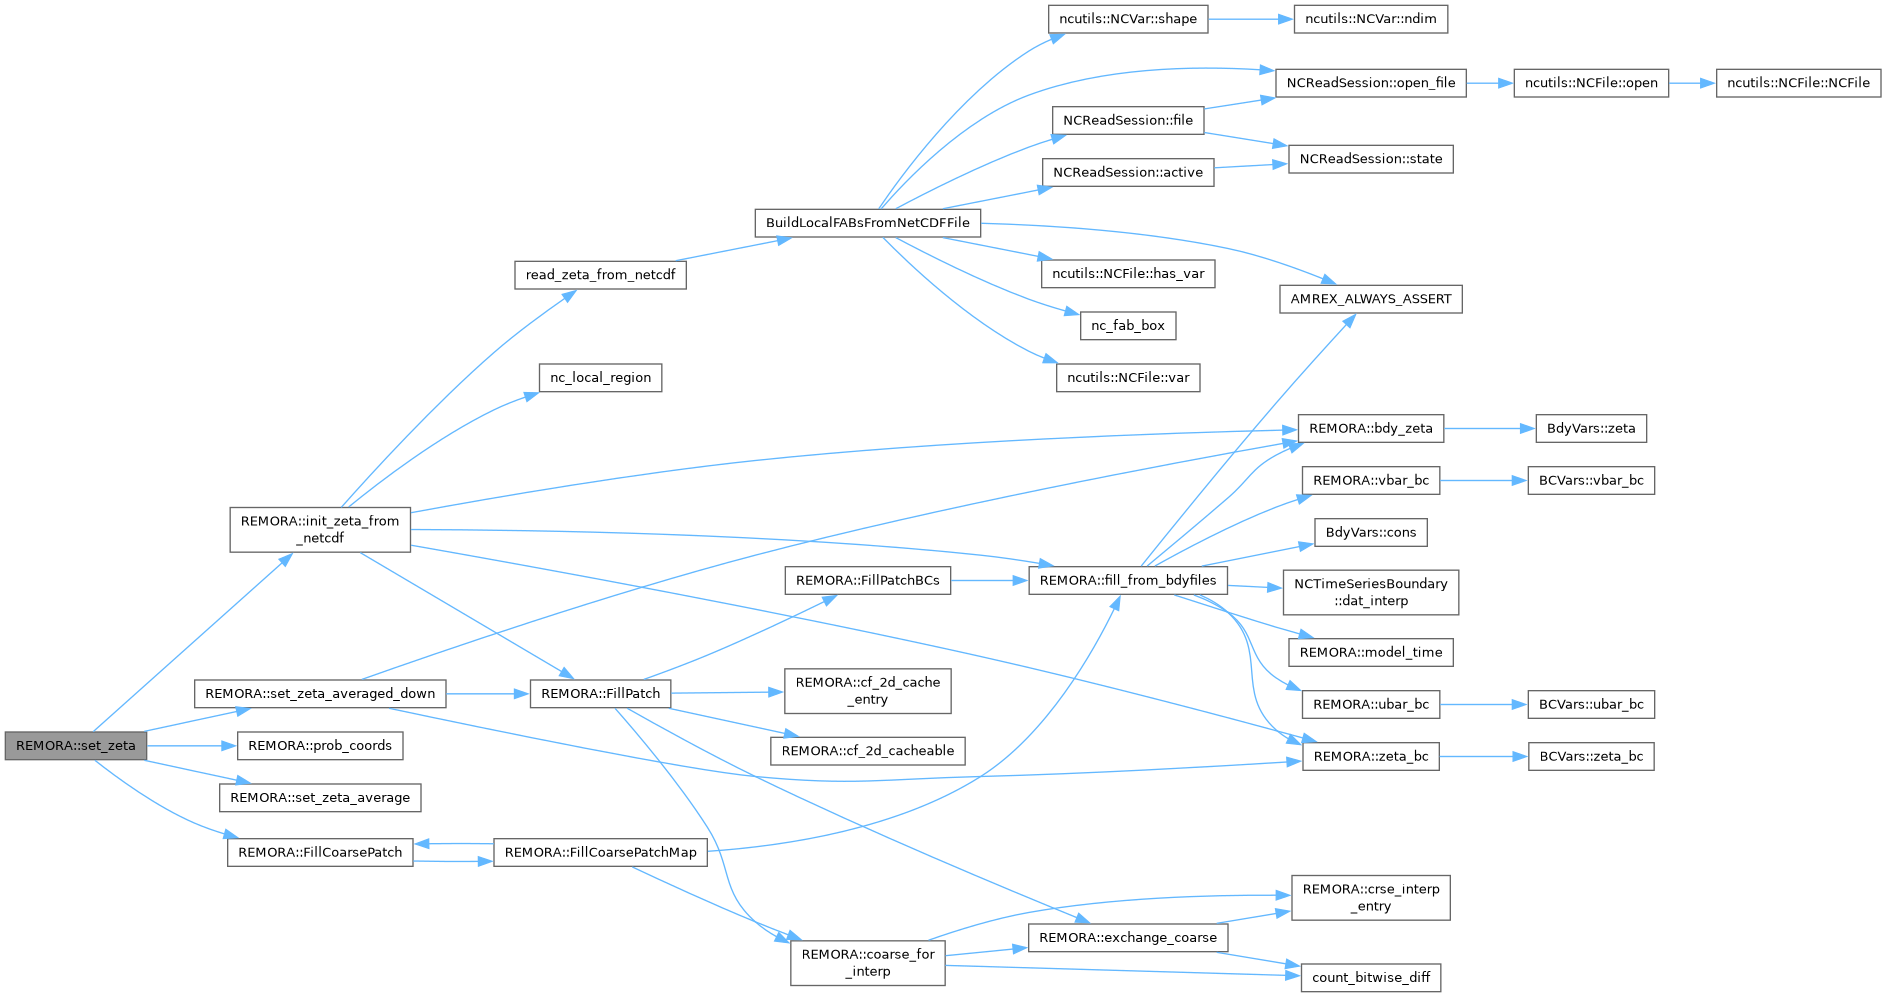 ncutils::NCVar::shape
ncutils::NCVar::ndim
NCReadSession::open_file
ncutils::NCFile::open
ncutils::NCFile::NCFile
NCReadSession::file
NCReadSession::state
NCReadSession::active
BuildLocalFABsFromNetCDFFile
read_zeta_from_netcdf
ncutils::NCFile::has_var
AMREX_ALWAYS_ASSERT
nc_fab_box
nc_local_region
ncutils::NCFile::var
REMORA::bdy_zeta
BdyVars::zeta
REMORA::vbar_bc
BCVars::vbar_bc
REMORA::init_zeta_from
_netcdf
BdyVars::cons
REMORA::FillPatchBCs
REMORA::fill_from_bdyfiles
NCTimeSeriesBoundary
::dat_interp
REMORA::model_time
REMORA::set_zeta_averaged_down
REMORA::FillPatch
REMORA::cf_2d_cache
_entry
REMORA::ubar_bc
BCVars::ubar_bc
REMORA::set_zeta
REMORA::prob_coords
REMORA::cf_2d_cacheable
REMORA::zeta_bc
BCVars::zeta_bc
REMORA::set_zeta_average
REMORA::FillCoarsePatch
REMORA::FillCoarsePatchMap
REMORA::crse_interp
_entry
REMORA::exchange_coarse
REMORA::coarse_for
_interp
count_bitwise_diff